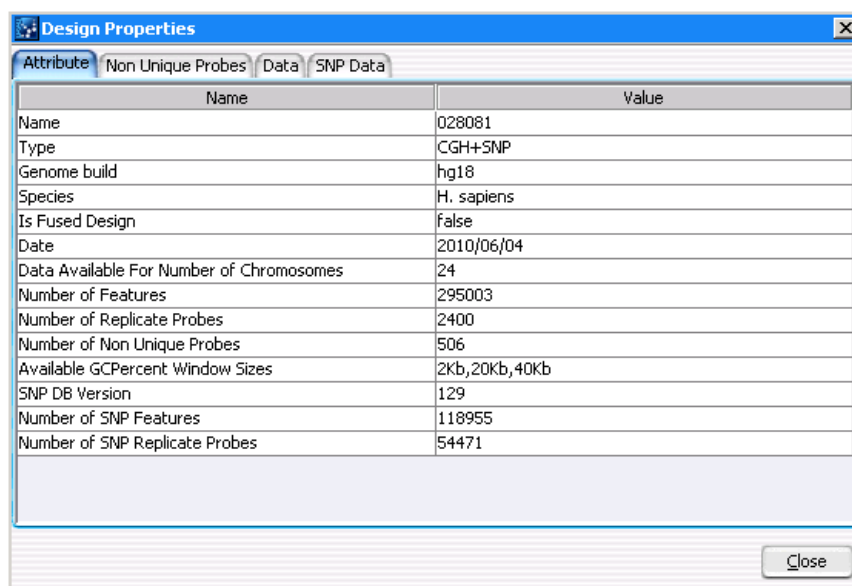 Design Properties
Attribute Non Unique Probes Data SNP Data
Name Value
Name 028081
Type CGH+SNP
Genome build hg18
Species H. sapiens
Is Fused Design false
Date 2010/06/04
Data Available For Number of Chromosomes 24
Number of Features 295003
Number of Replicate Probes 2400
Number of Non Unique Probes 506
Available GCPercent Window Sizes 2Kb,20Kb,40Kb
SNP DB Version 129
Number of SNP Features 118955
Number of SNP Replicate Probes 54471
Close